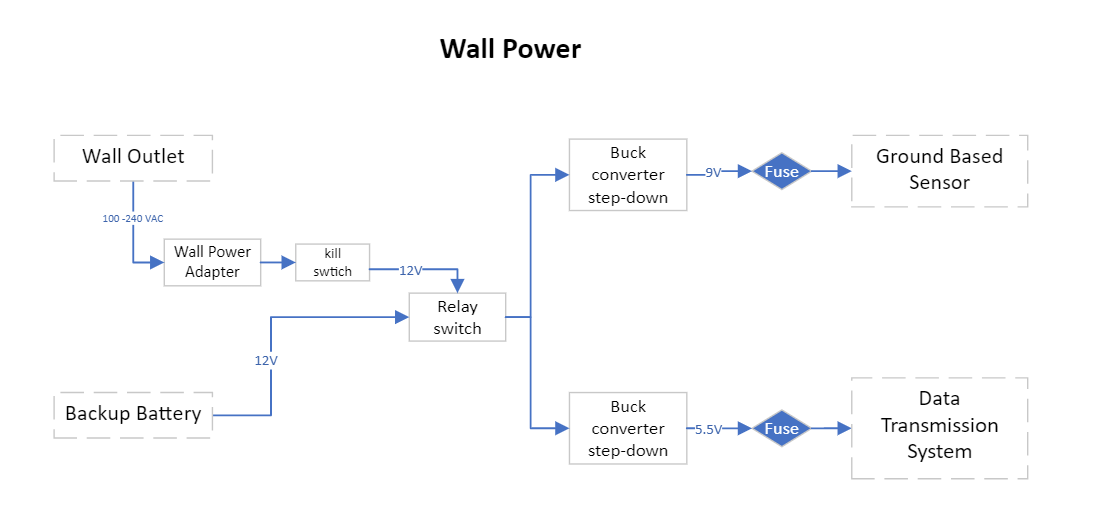 Wall Power
Wall Outlet
100 -240 VAC
Wall Power
Adapter
kill
swtich
12V
Relay
switch
12V
Backup Battery
Buck
converter
step-down
9V
Fuse
Ground Based
Sensor
Buck
converter
step-down
5.5V
Fuse
Data
Transmission
System